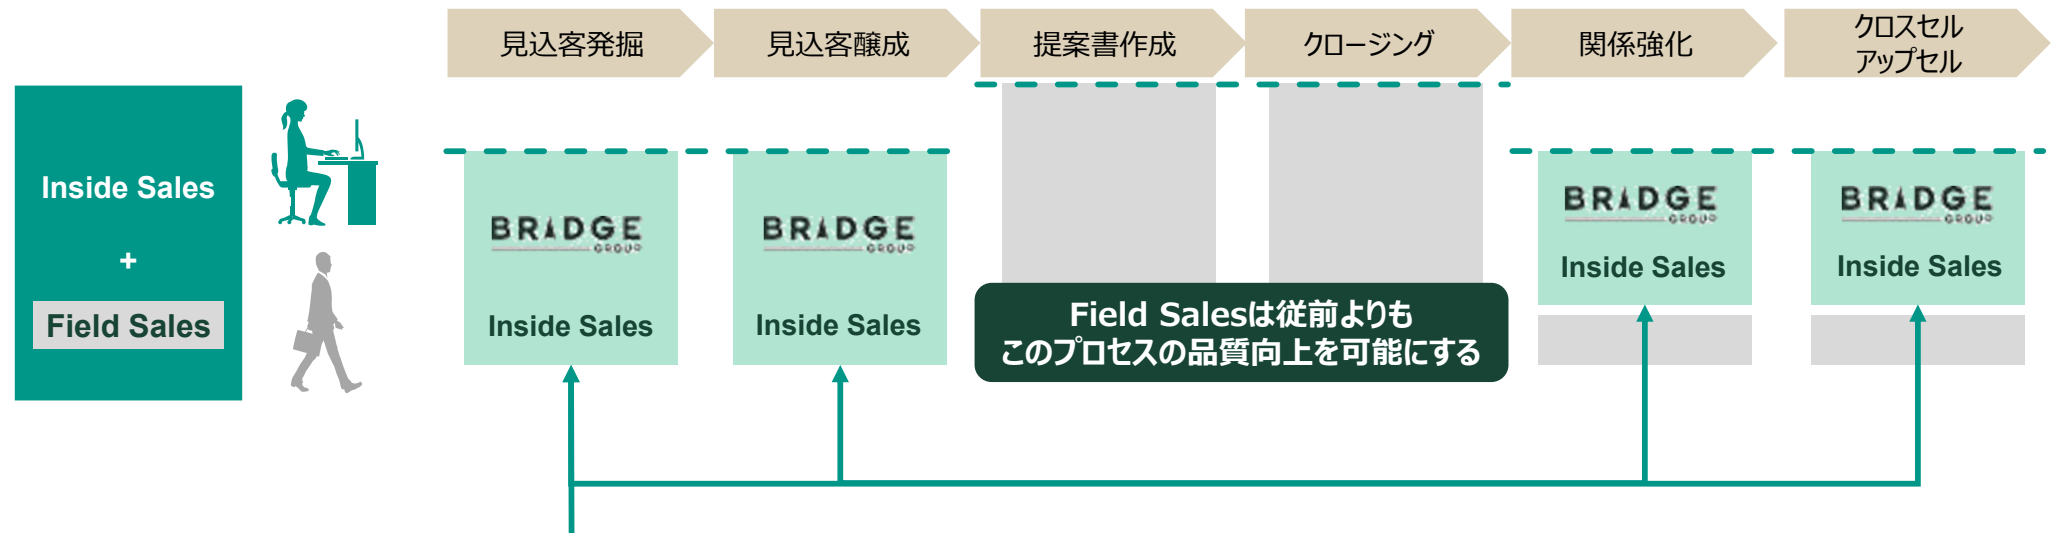 見込客発掘
見込客醸成
提案書作成
クロージング
関係強化
クロスセル
アップセル
Inside Sales
+
Field Sales
BRIDGE
GROUP
Inside Sales
BRIDGE
GROUP
Inside Sales
Field Salesは従前よりも
このプロセスの品質向上を可能にする
BRIDGE
GROUP
Inside Sales
BRIDGE
GROUP
Inside Sales